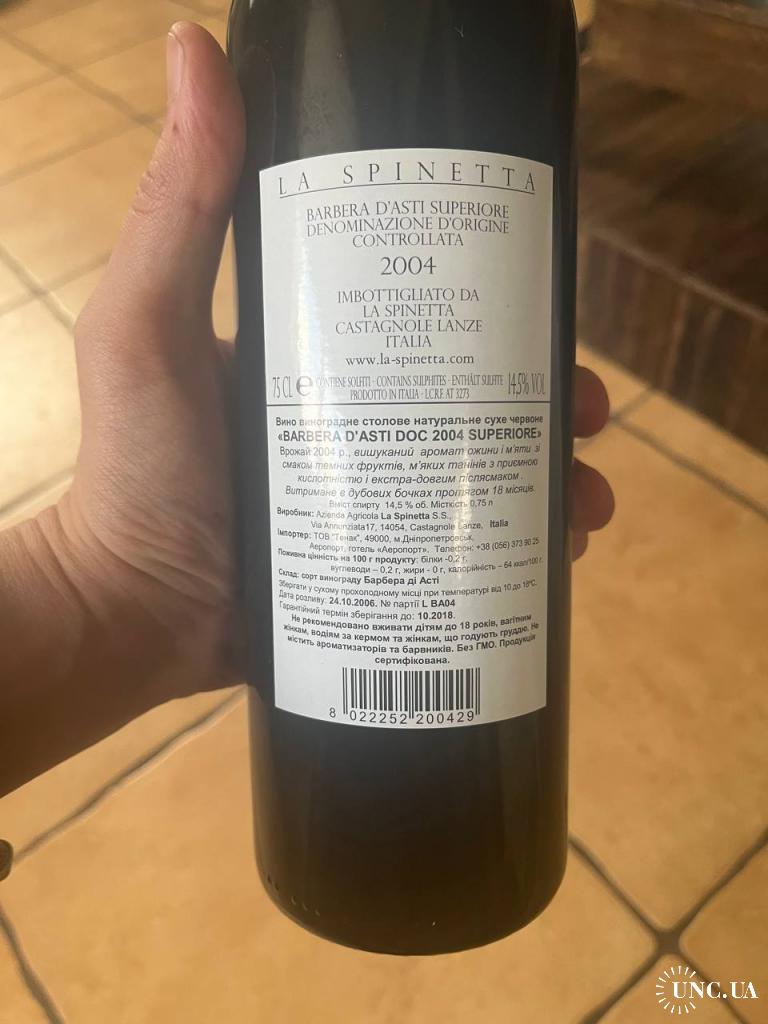 LA SPINETTA
BARBERA D'ASTI SUPERIORE
DENOMINAZIONE D'ORIGINE
CONTROLLATA
2004
IMBOTTIGLIATO DA
LA SPINETTA
CASTAGNOLE LANZE
ITALIA
www.la-spinetta.com
75 CL e CONTIENE SOLFITI - CONTAINS SULPHITES - ENTHÄLT SULFITE 14,5% VOL
PRODOTTO IN ITALIA - I.C.R.F. AT 3273
Вино виноградне столове натуральне сухе червоне
«BARBERA D'ASTI DOC 2004 SUPERIORE»
Врожай 2004 р., вишуканий аромат ожини і м'яти зі
смаком темних фруктів, м'яких танінів з приємною
кислотністю і екстра-довгим післясмаком .
Витримане в дубових бочках протягом 18 місяців.
Вміст спирту 14,5 % об. Місткість 0,75 л
Виробник: Azienda Agricola La Spinetta S.S.,
Via Annunziata17, 14054, Castagnole Lanze, Italia
Імпортер: ТОВ "Тенак", 49000, м.Дніпропетровськ,
Аеропорт, готель «Аеропорт». Телефон: +38 (056) 373 90 25
Поживна цінність на 100 г продукту: білки -0,2 г,
вуглеводи – 0,2 г, жири - 0 г, калорійність – 64 ккал/100 г.
Склад: сорт винограду Барбера ді Асті
Зберігати у сухому прохолодному місці при температурі від 10 до 18ºС.
Дата розливу: 24.10.2006. № партії L BA04
Гарантійний термін зберігання до: 10.2018.
Не рекомендовано вживати дітям до 18 років, вагітним
жінкам, водіям за кермом та жінкам, що годують груддю. Не
містить ароматизаторів та барвників. Без ГМО. Продукція
сертифікована.
8 022252 200429
UNC.UA